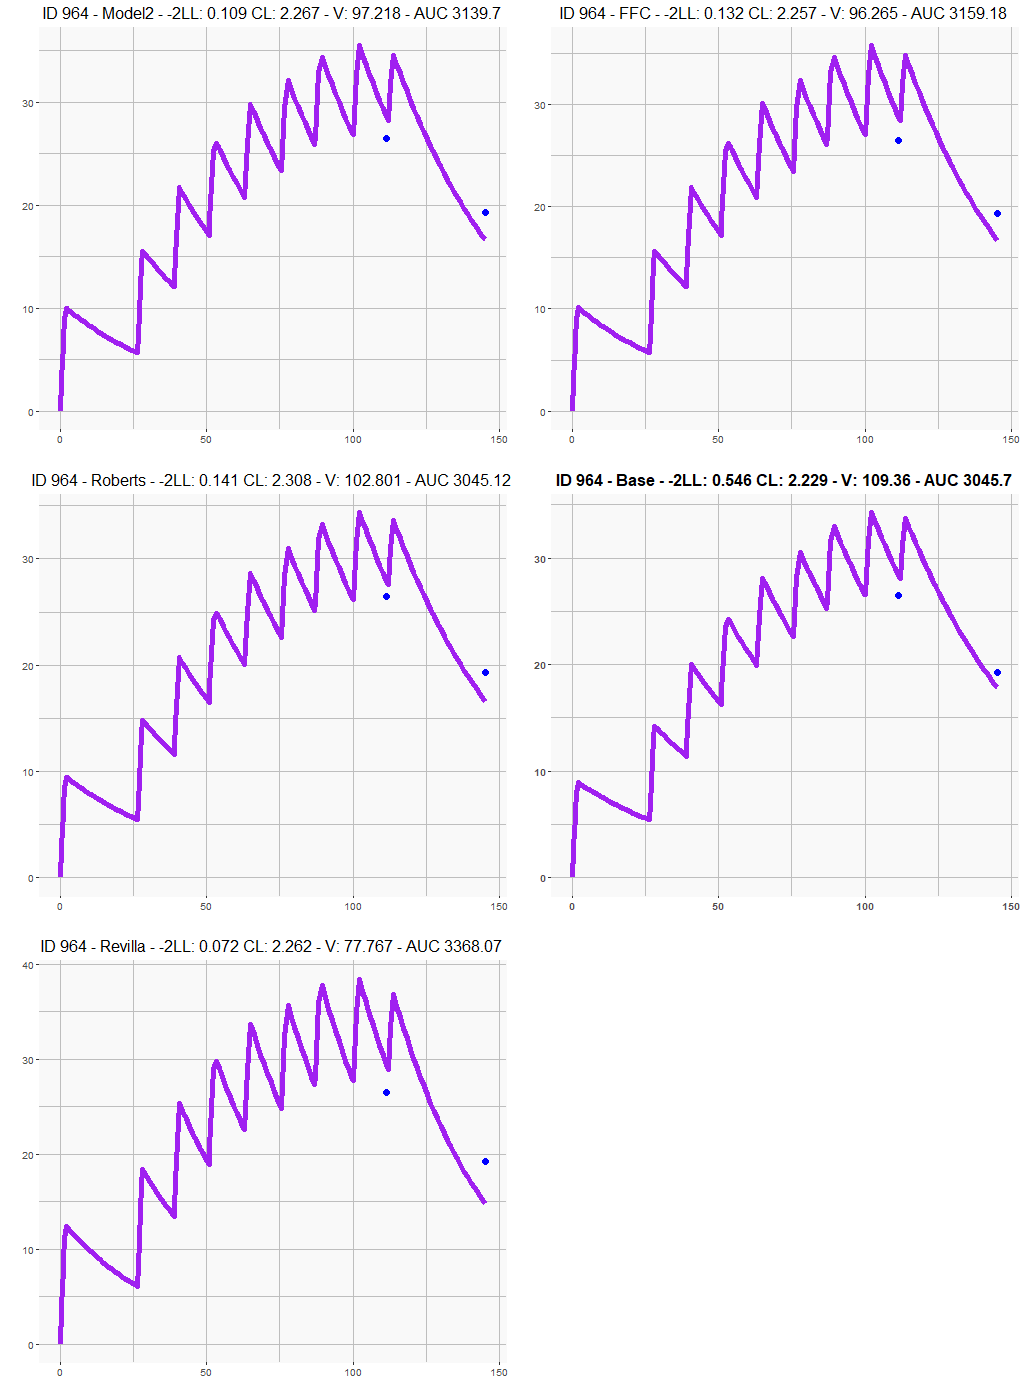 ID 964 - Model2 - -2LL: 0.109 CL: 2.267 - V: 97.218 - AUC 3139.7
30
20
10
0
0 50 100 150
ID 964 - FFC - -2LL: 0.132 CL: 2.257 - V: 96.265 - AUC 3159.18
30
20
10
0
0 50 100 150
ID 964 - Roberts - -2LL: 0.141 CL: 2.308 - V: 102.801 - AUC 3045.12
30
20
10
0
0 50 100 150
ID 964 - Base - -2LL: 0.546 CL: 2.229 - V: 109.36 - AUC 3045.7
30
20
10
0
0 50 100 150
ID 964 - Revilla - -2LL: 0.072 CL: 2.262 - V: 77.767 - AUC 3368.07
40
30
20
10
0
0 50 100 150